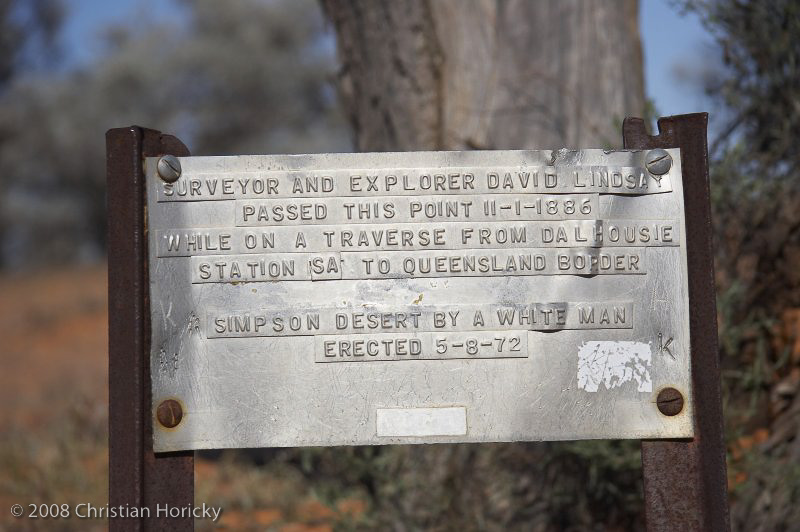 SURVEYOR AND EXPLORER DAVID LINDSAY
PASSED THIS POINT 11-1-1886
WHILE ON A TRAVERSE FROM DALHOUSIE
STATION SA TO QUEENSLAND BORDER
SIMPSON DESERT BY A WHITE MAN
ERECTED 5-8-72
K
K
© 2008 Christian Horicky